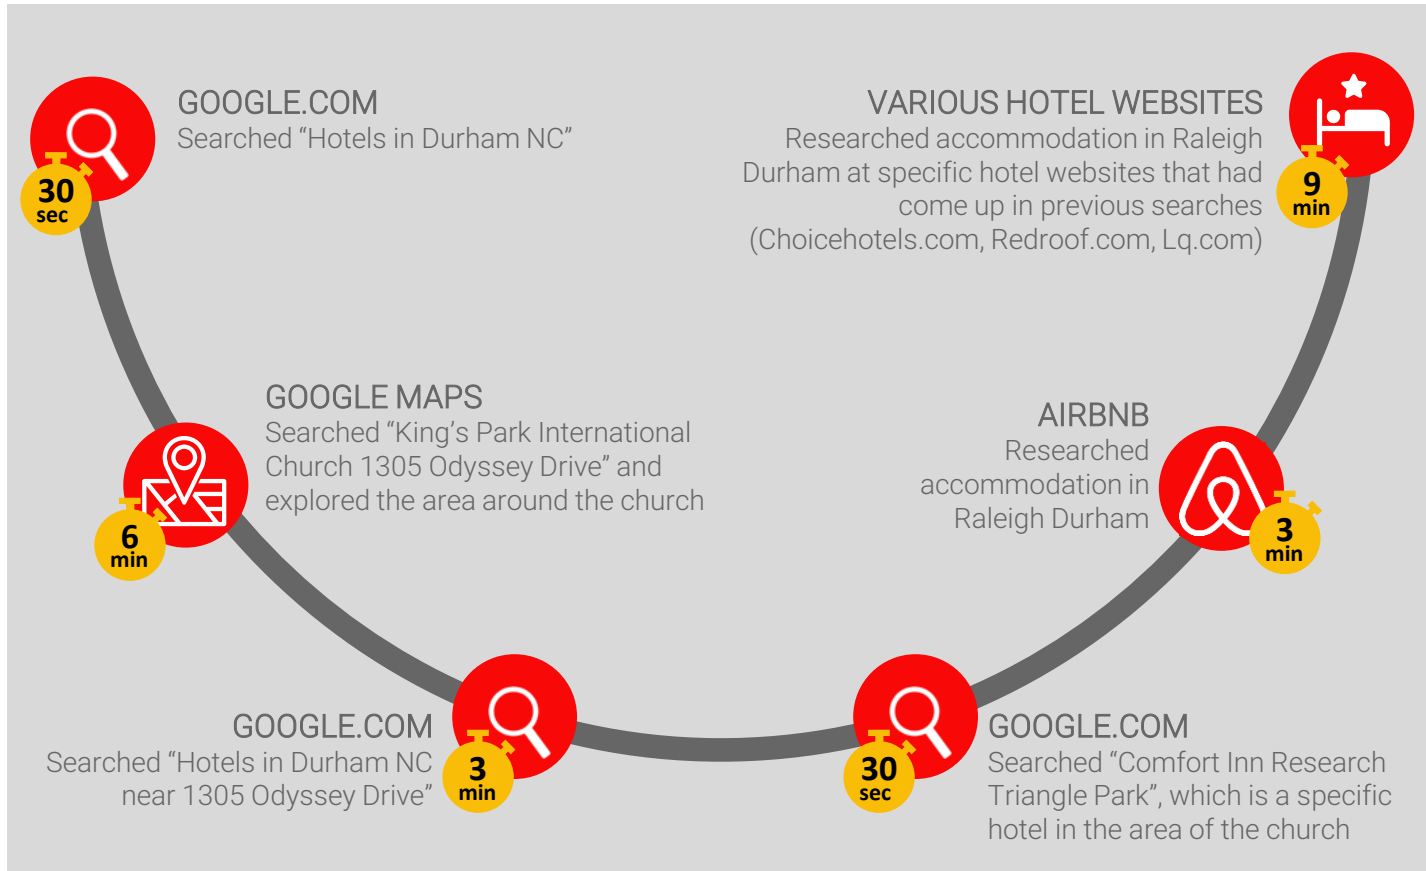 GOOGLE.COM
Searched “Hotels in Durham NC”
30
sec
GOOGLE MAPS
Searched “King’s Park International
Church 1305 Odyssey Drive” and
explored the area around the church
6
min
GOOGLE.COM
Searched “Hotels in Durham NC
near 1305 Odyssey Drive”
3
min
GOOGLE.COM
Searched “Comfort Inn Research
Triangle Park”, which is a specific
hotel in the area of the church
30
sec
AIRBNB
Researched
accommodation in
Raleigh Durham
3
min
VARIOUS HOTEL WEBSITES
Researched accommodation in Raleigh
Durham at specific hotel websites that had
come up in previous searches
(Choicehotels.com, Redroof.com, Lq.com)
9
min